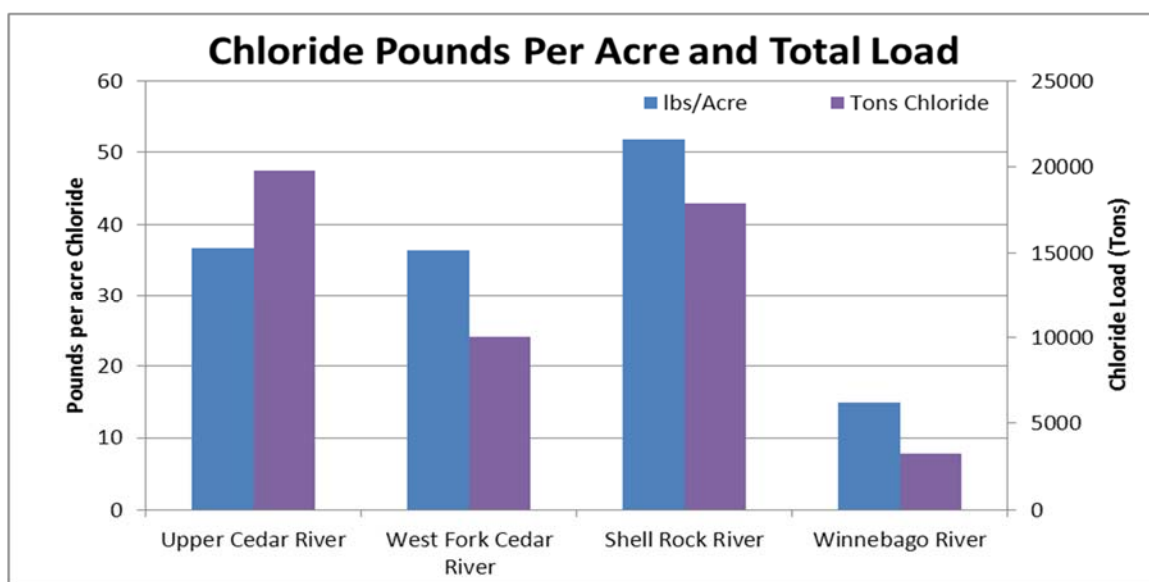 Chloride Pounds Per Acre and Total Load
lbs/Acre
Tons Chloride
Pounds per acre Chloride
60
50
40
30
20
10
0
25000
20000
15000
10000
5000
0
Chloride Load (Tons)
Upper Cedar River
West Fork Cedar
River
Shell Rock River
Winnebago River